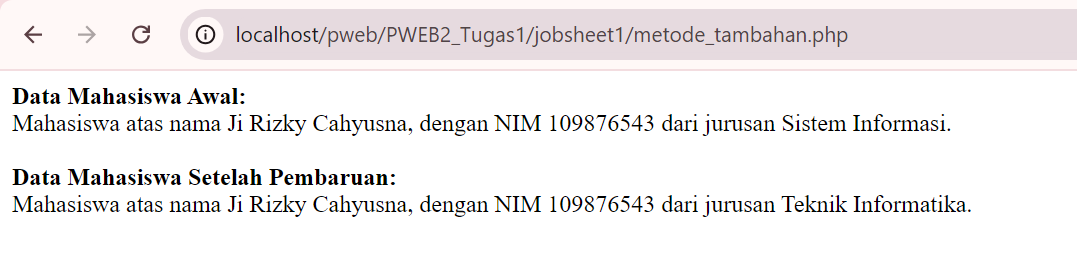 localhost/pweb/PWEB2_Tugas1/jobsheet1/metode_tambahan.php
Data Mahasiswa Awal:
Mahasiswa atas nama Ji Rizky Cahyusna, dengan NIM 109876543 dari jurusan Sistem Informasi.
Data Mahasiswa Setelah Pembaruan:
Mahasiswa atas nama Ji Rizky Cahyusna, dengan NIM 109876543 dari jurusan Teknik Informatika.